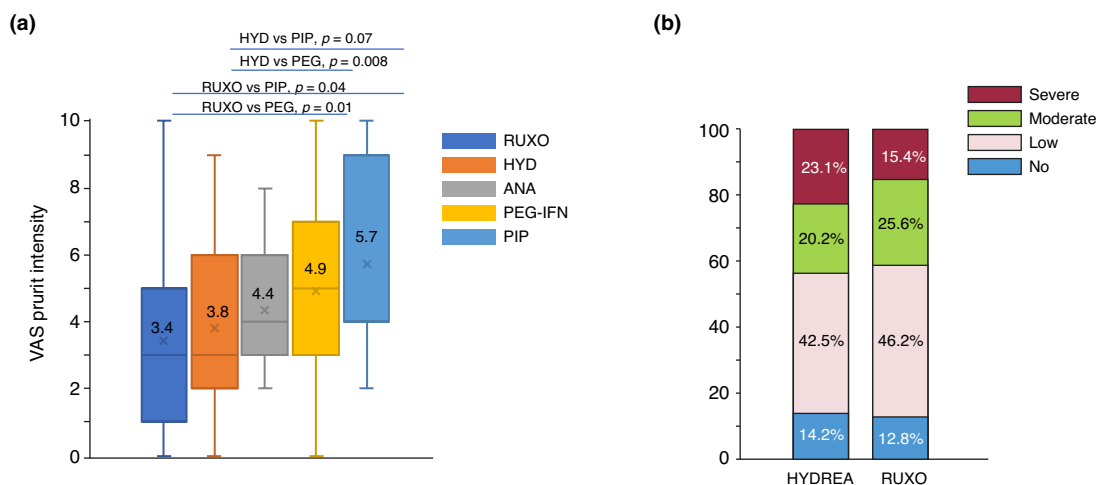 (a)
HYD vs PIP, p = 0.07
HYD vs PEG, p = 0.008
RUXO vs PIP, p = 0.04
RUXO vs PEG, p = 0.01
VAS prurit intensity
10
8
6
4
2
0
3.4
3.8
4.4
4.9
5.7
RUXO
HYD
ANA
PEG-IFN
PIP
(b)
Severe
Moderate
Low
No
100
80
60
40
20
0
23.1%
20.2%
42.5%
14.2%
15.4%
25.6%
46.2%
12.8%
HYDREA
RUXO